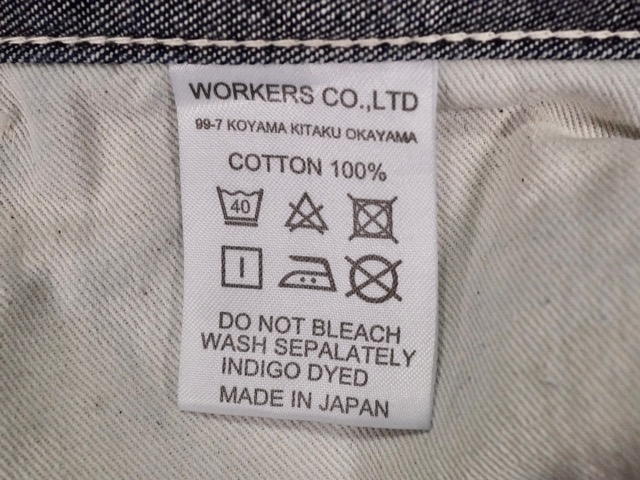 WORKERS CO.,LTD
99-7 KOYAMA KITAKU OKAYAMA
COTTON 100%
40
DO NOT BLEACH
WASH SEPALATELY
INDIGO DYED
MADE IN JAPAN